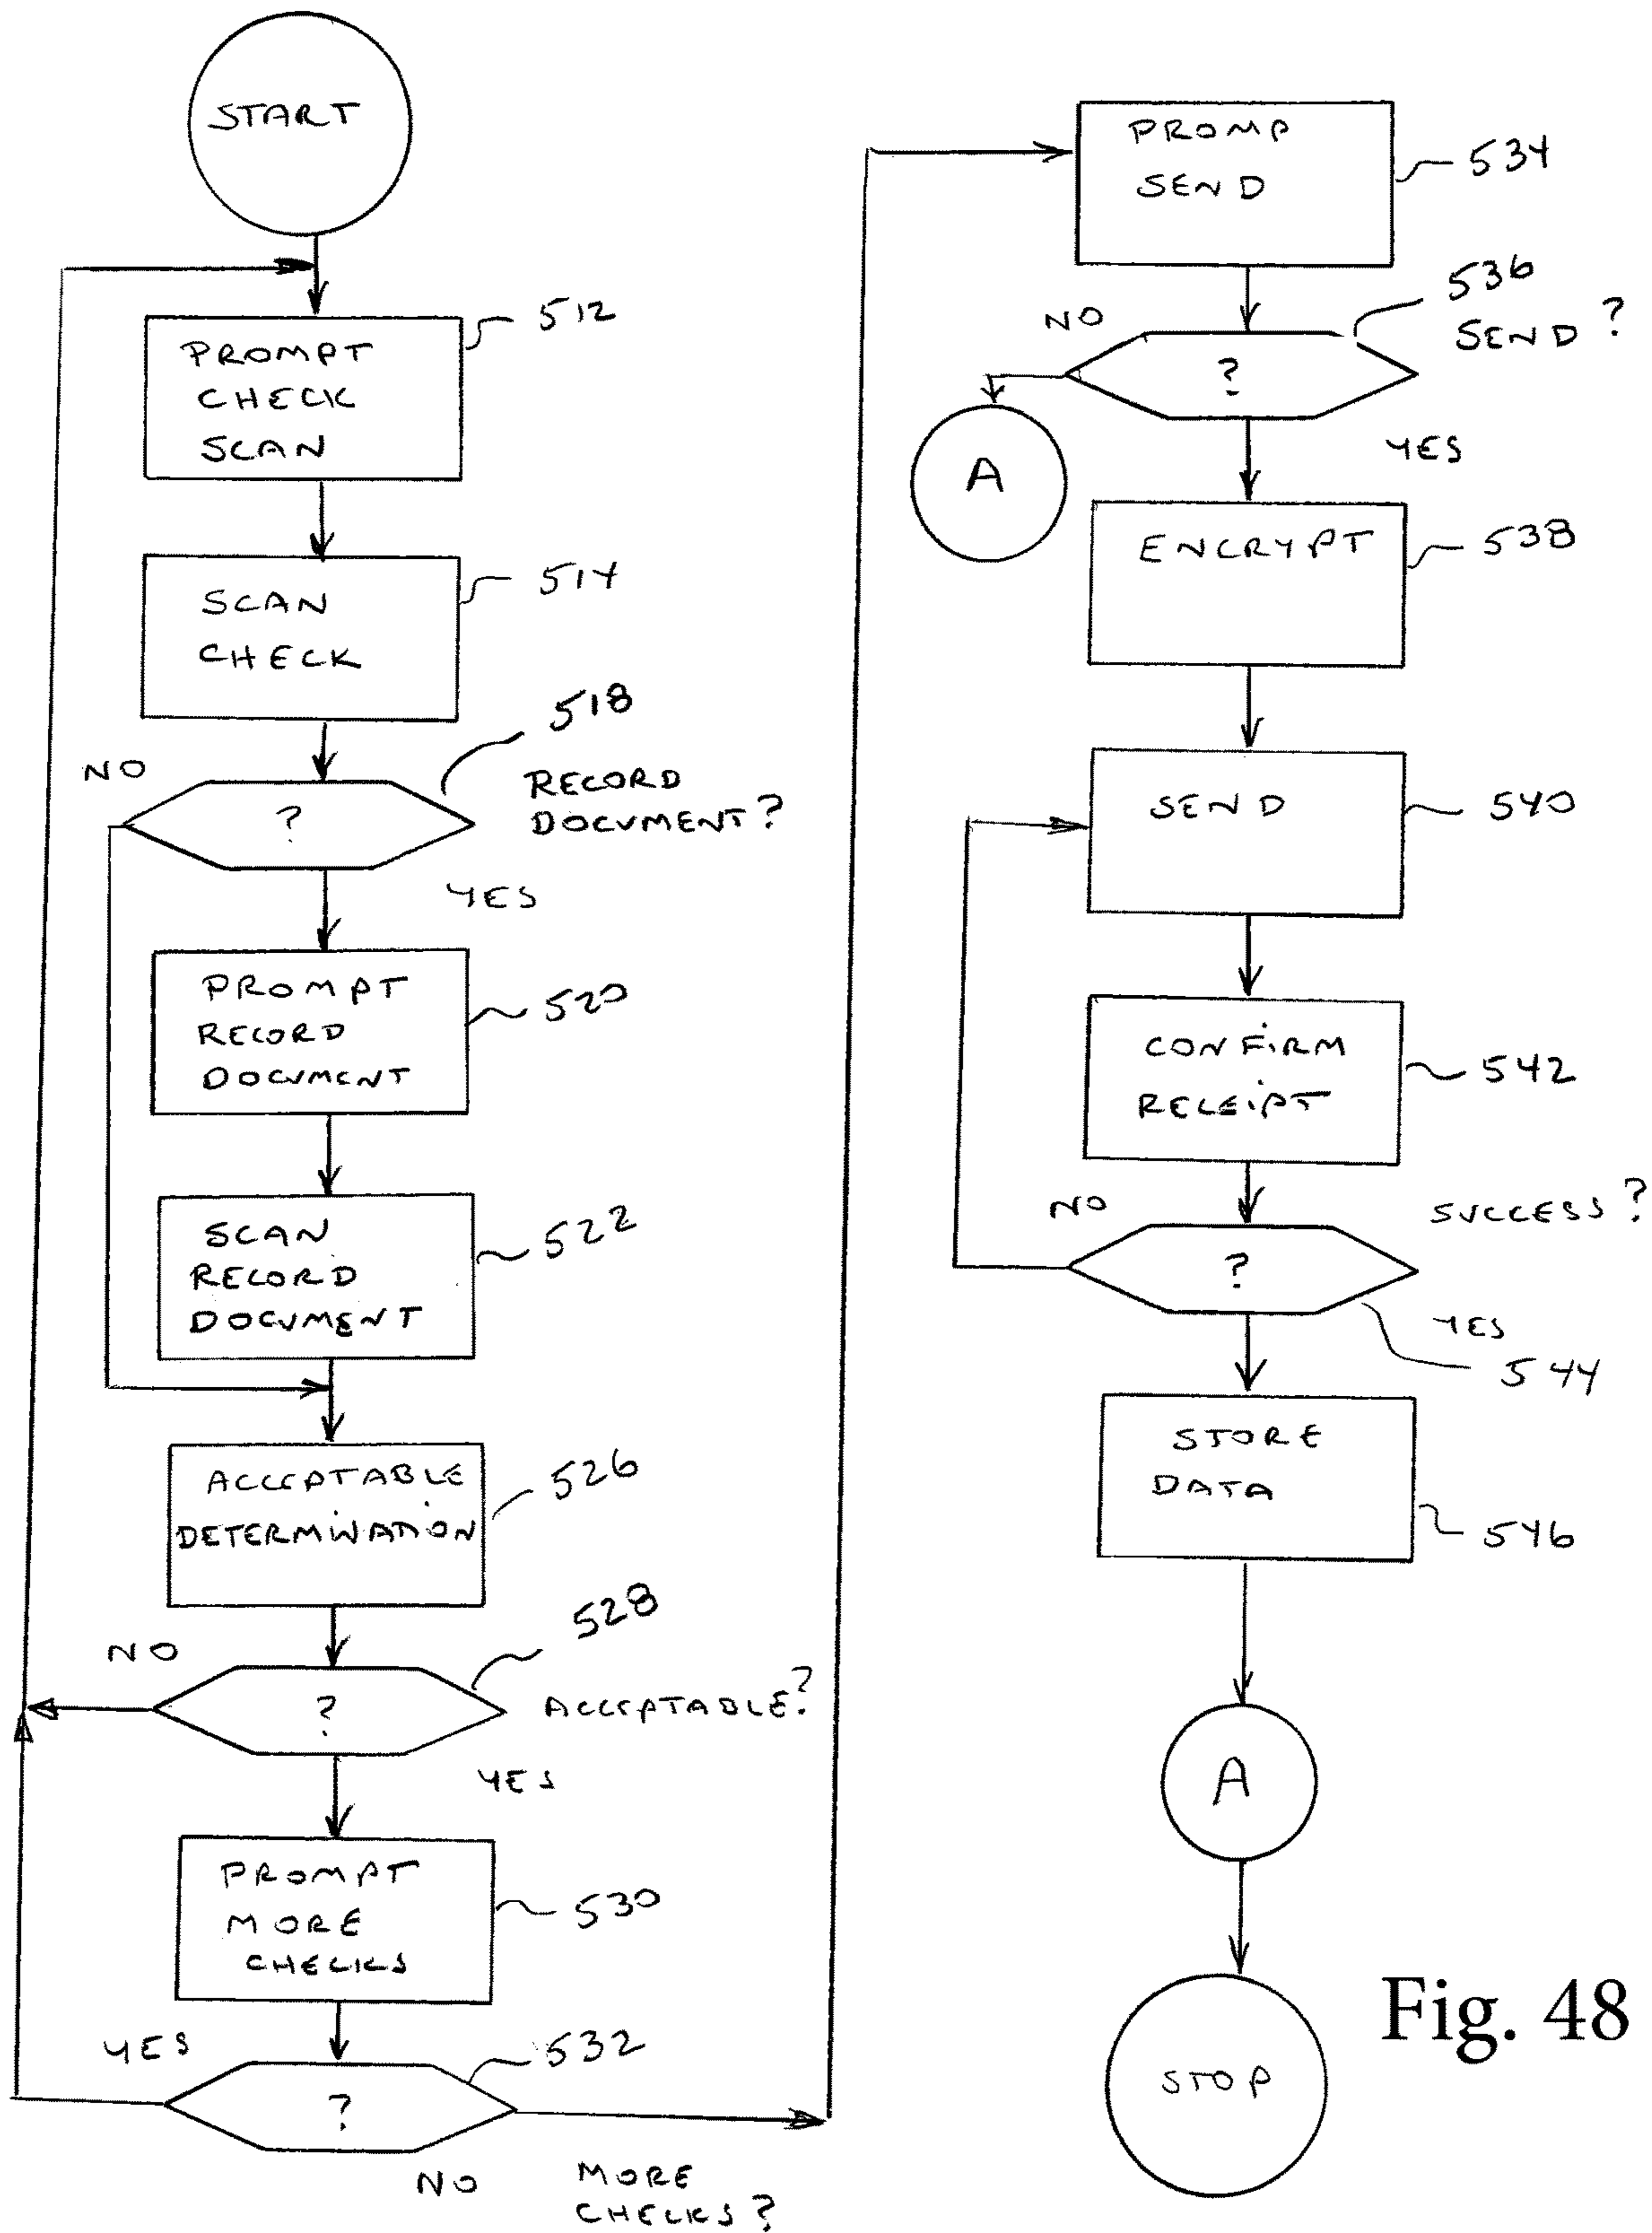 START
512
PROMPT
CHECK
SCAN
514
SCAN
CHECK
518
NO
?
RECORD
DOCUMENT?
YES
520
PROMPT
RECORD
DOCUMENT
522
SCAN
RECORD
DOCUMENT
526
ACCEPTABLE
DETERMINATION
528
NO
?
ACCEPTABLE?
YES
530
PROMPT
MORE
CHECKS
YES
532
?
NO
MORE
CHECKS?
PROMP
SEND
534
536
SEND?
NO
?
A
YES
ENCRYPT
538
SEND
540
CONFIRM
RECEIPT
542
NO
SUCCESS?
?
YES
544
STORE
DATA
546
A
STOP
Fig. 48